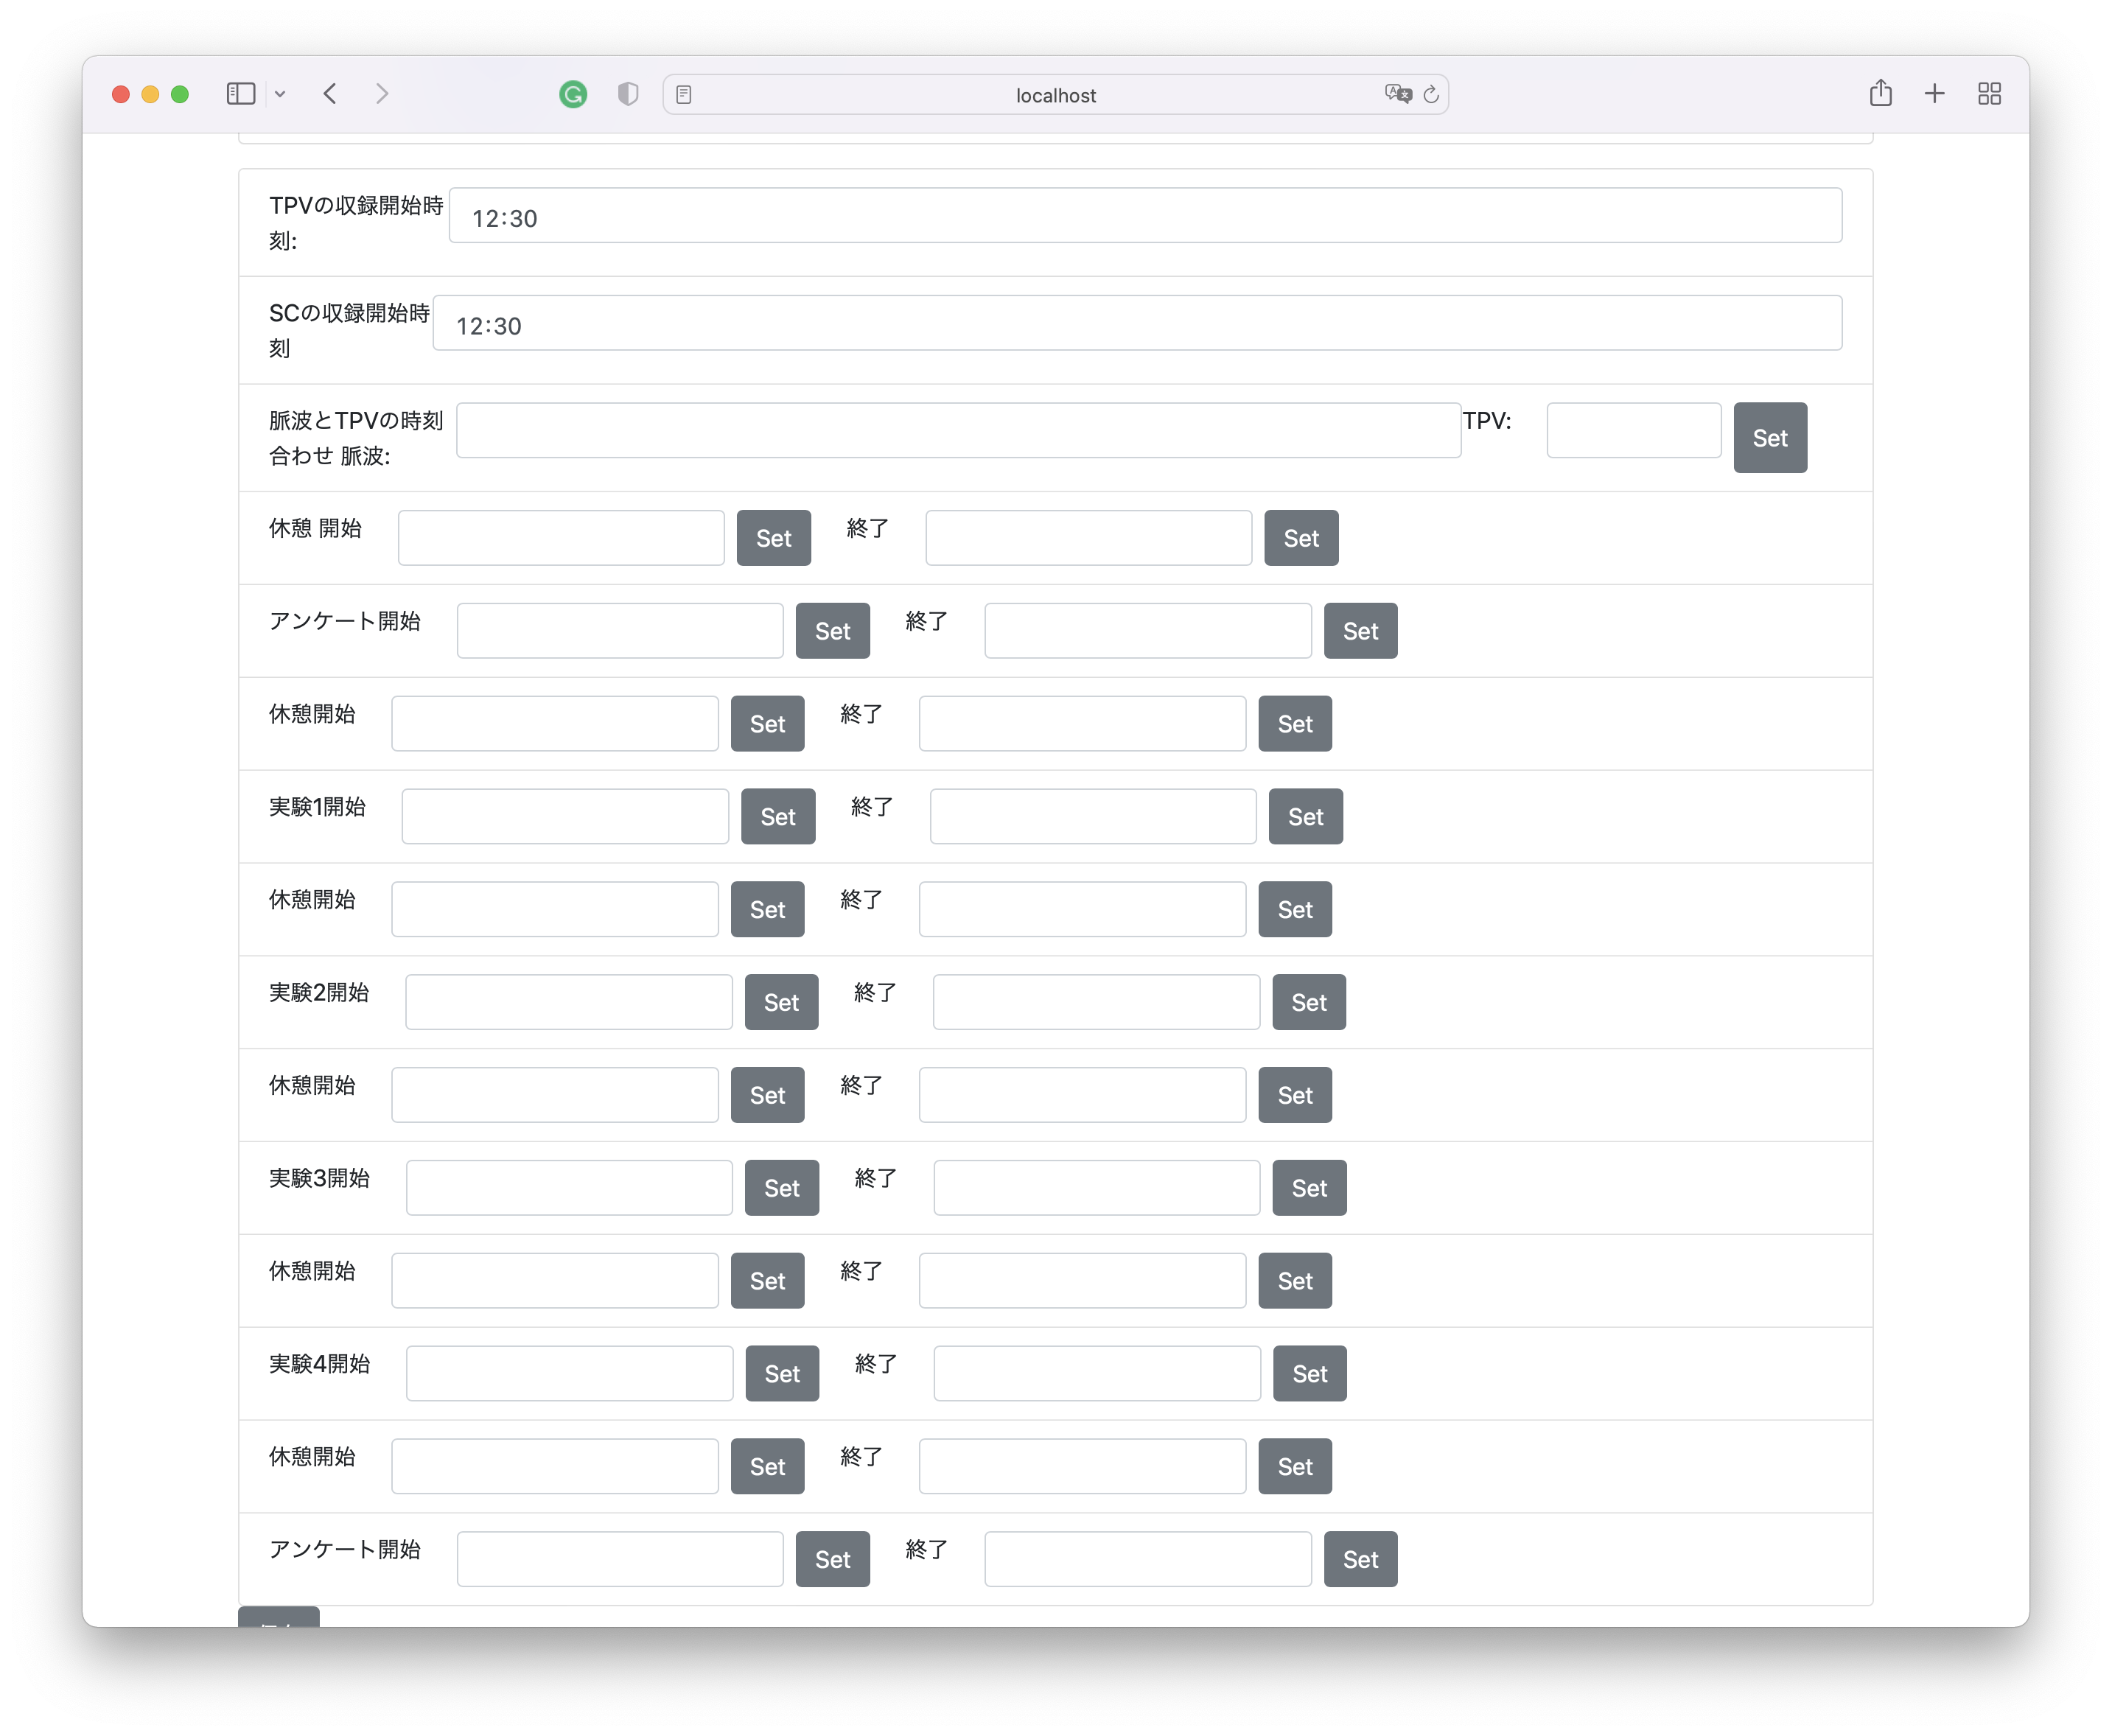 localhost
TPVの収録開始時
刻:
12:30
SCの収録開始時
刻
12:30
脈波とTPVの時刻
合わせ 脈波:
TPV:
Set
休憩 開始
Set
終了
Set
アンケート開始
Set
終了
Set
休憩開始
Set
終了
Set
実験1開始
Set
終了
Set
休憩開始
Set
終了
Set
実験2開始
Set
終了
Set
休憩開始
Set
終了
Set
実験3開始
Set
終了
Set
休憩開始
Set
終了
Set
実験4開始
Set
終了
Set
休憩開始
Set
終了
Set
アンケート開始
Set
終了
Set